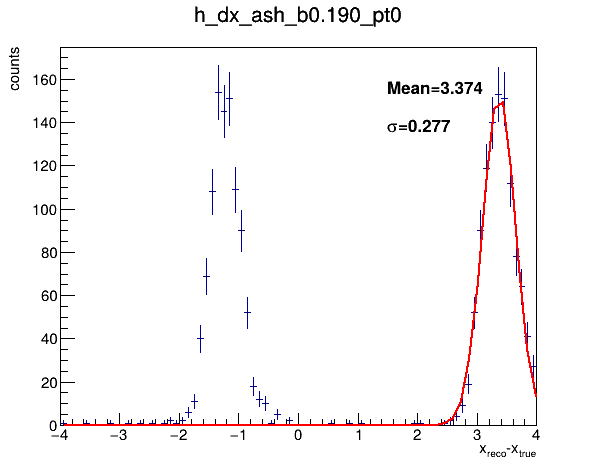 h_dx_ash_b0.190_pt0
counts
160
140
120
100
80
60
40
20
0
Mean=3.374
σ=0.277
−4 −3 −2 −1 0 1 2 3 4
x_reco-x_true